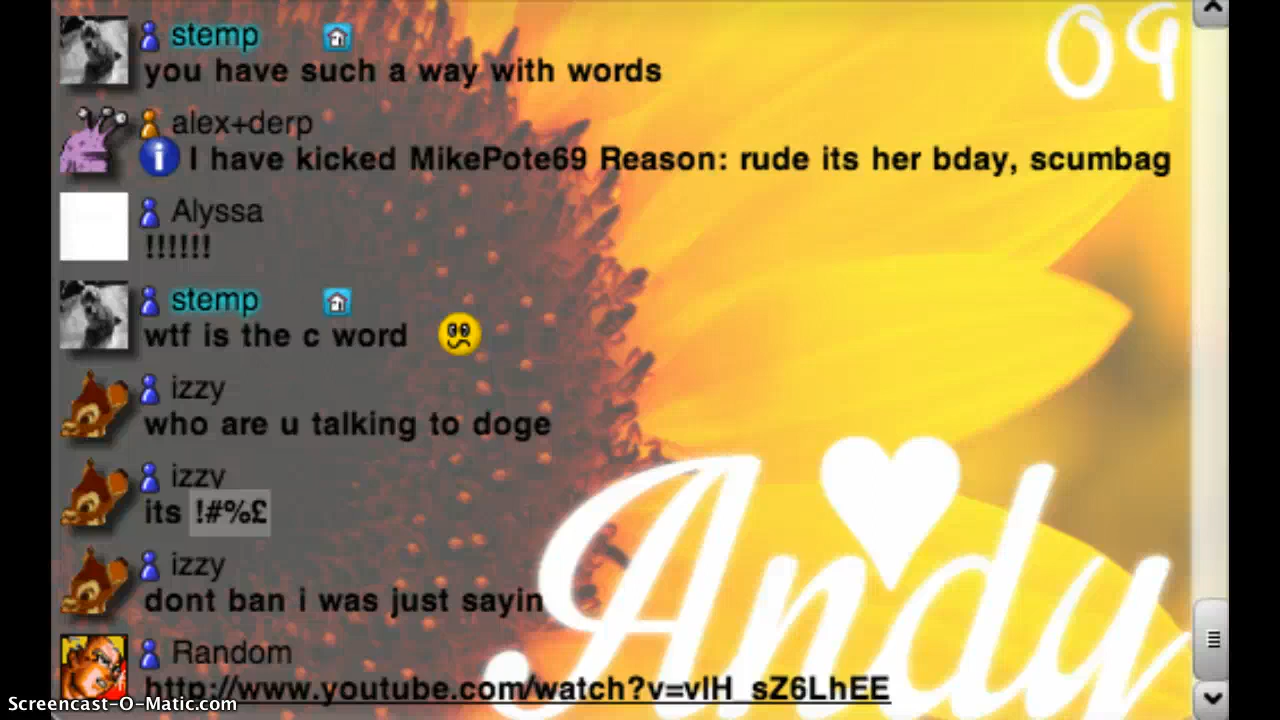 09
stemp
you have such a way with words
alex+derp
I have kicked MikePote69 Reason: rude its her bday, scumbag
Alyssa
!!!!!!
stemp
wtf is the c word
izzy
who are u talking to doge
izzy
its !#%£
izzy
dont ban i was just sayin
Andy
Random
http://www.youtube.com/watch?v=vlH_sZ6LhEE
Screencast-O-Matic.com